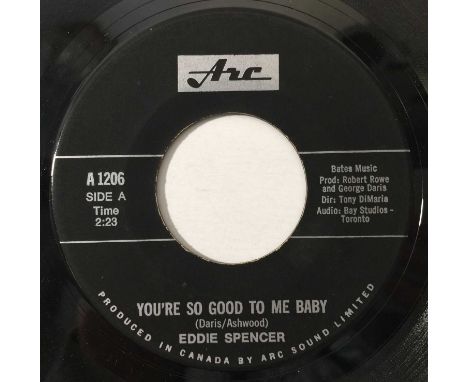 Arc
A 1206
SIDE A
Time
2:23
Bates Music
Prod: Robert Rowe
and George Daris
Dir: Tony DiMaria
Audio: Bay Studios -
Toronto
YOU'RE SO GOOD TO ME BABY
(Daris/Ashwood)
EDDIE SPENCER
PRODUCED IN CANADA BY ARC SOUND LIMITED